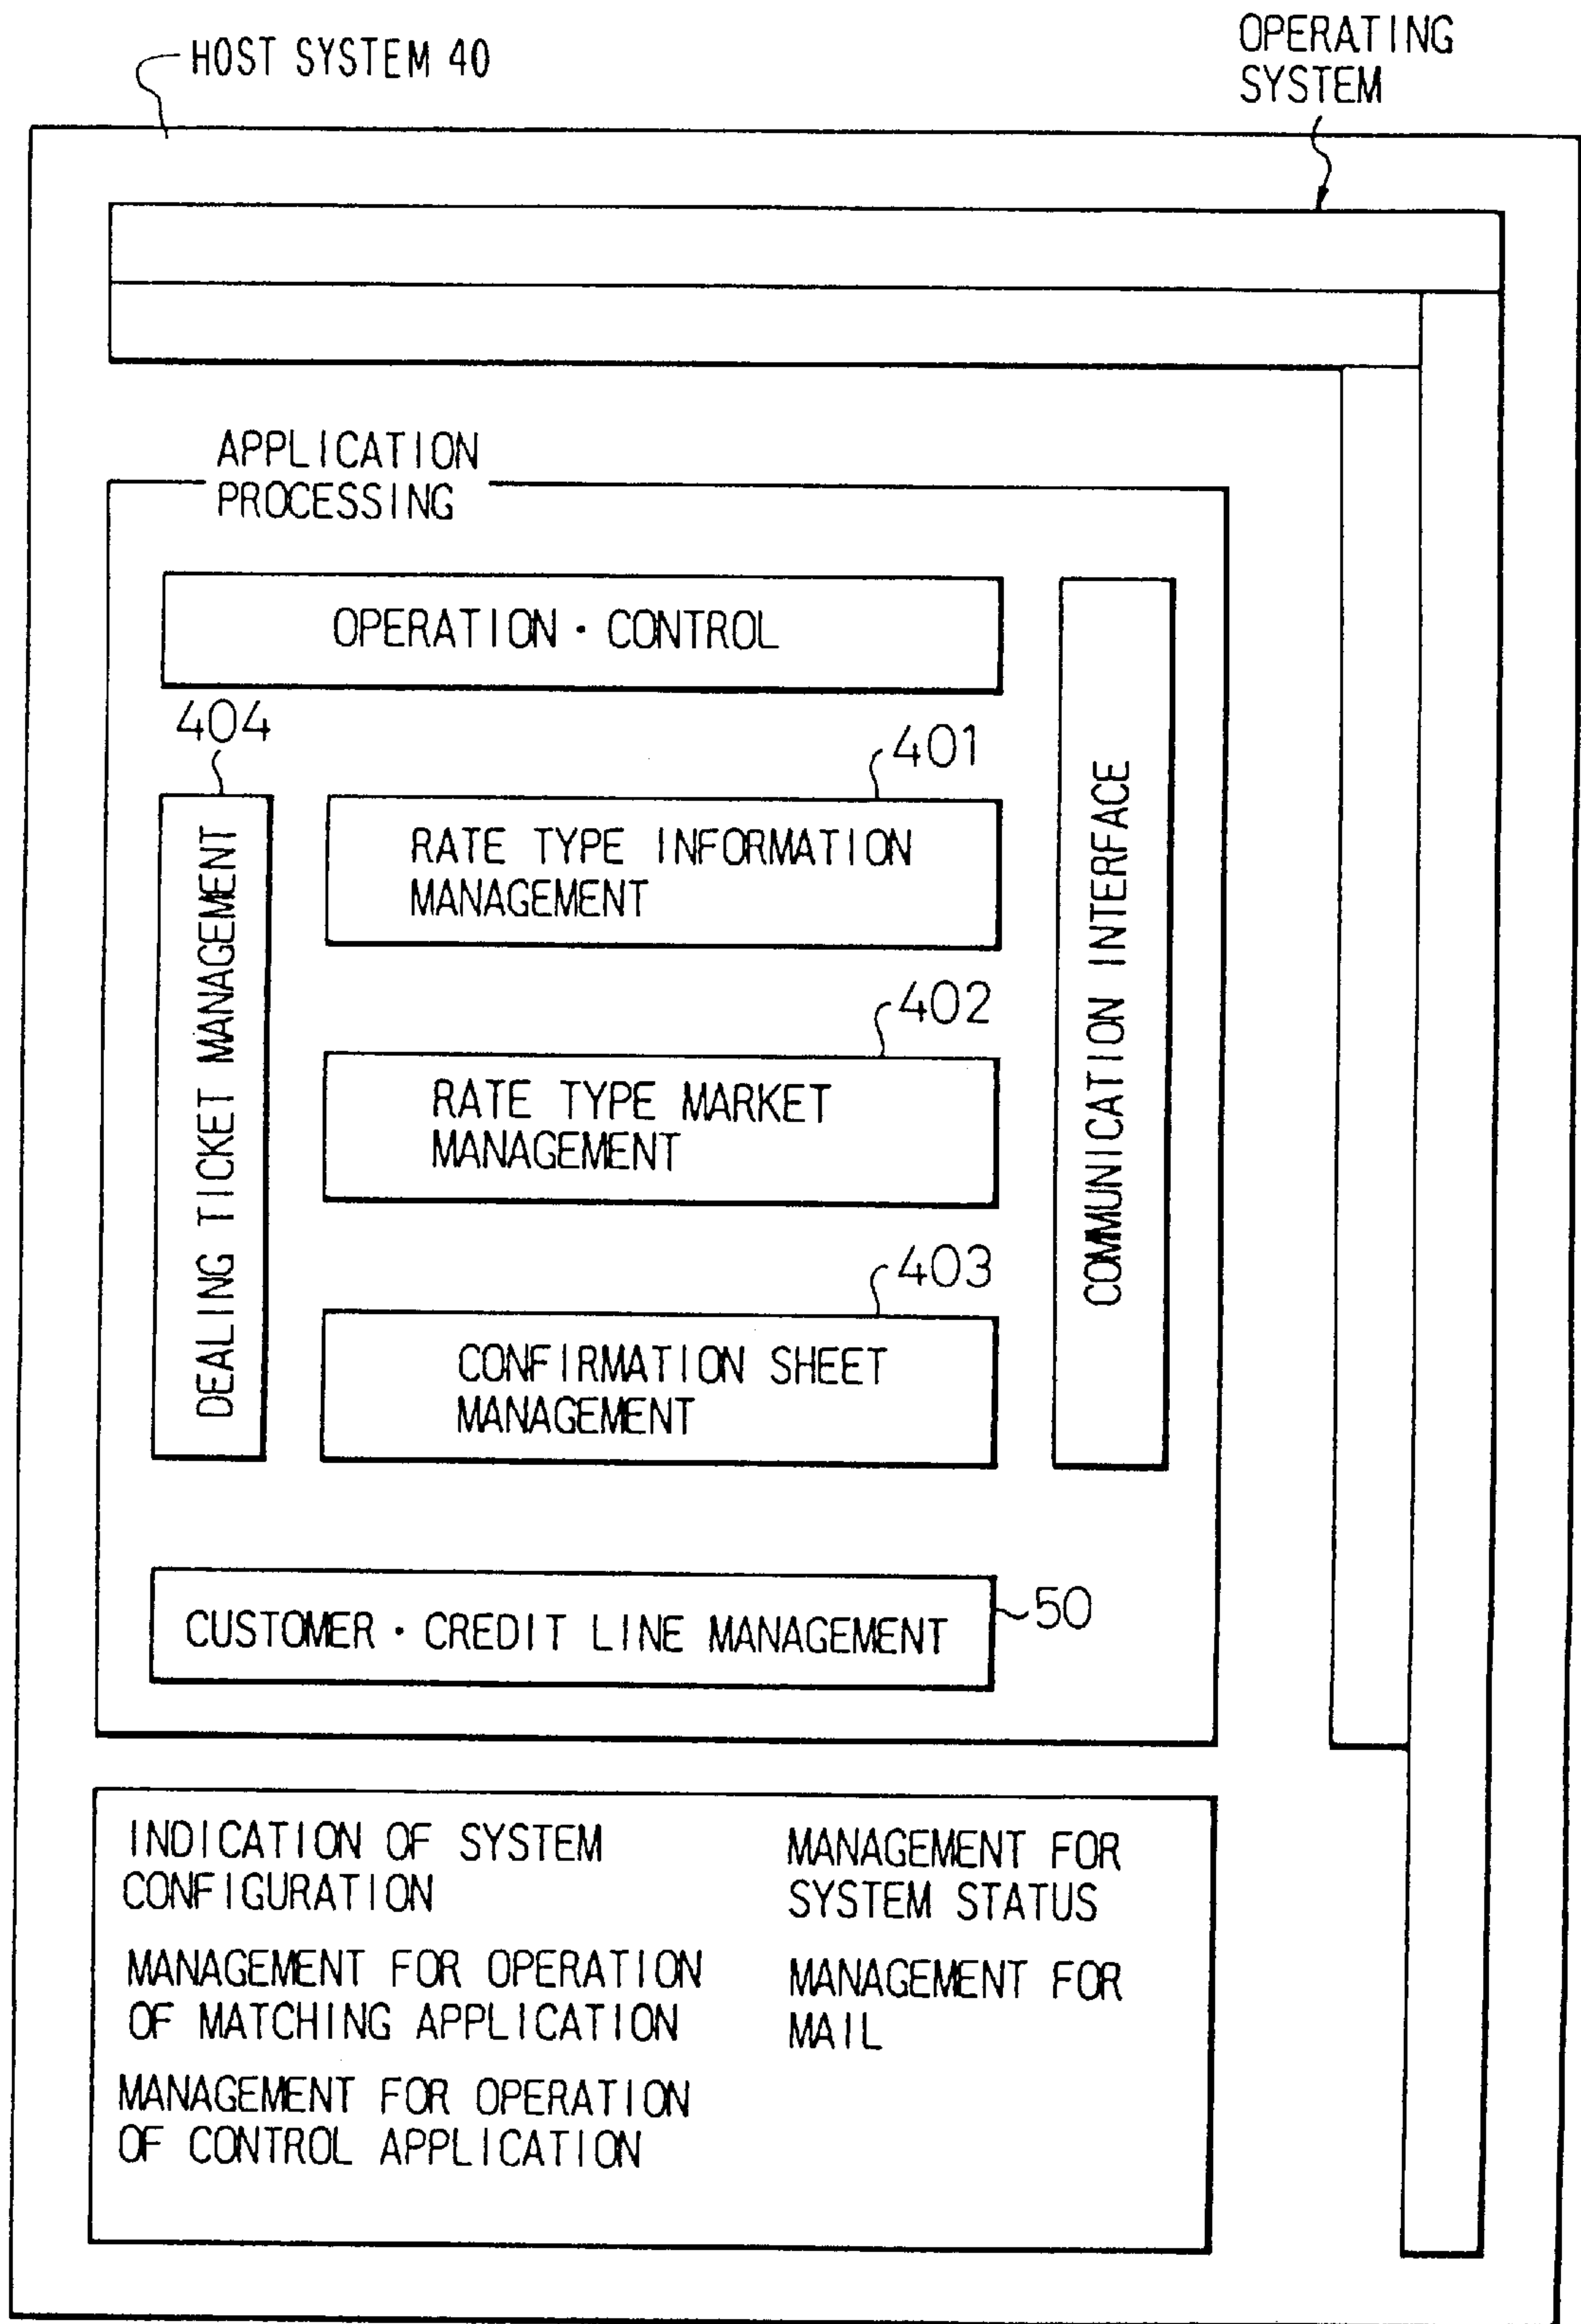 HOST SYSTEM 40
OPERATING
SYSTEM
APPLICATION
PROCESSING
OPERATION・CONTROL
404
401
RATE TYPE INFORMATION
MANAGEMENT
DEALING TICKET MANAGEMENT
COMMUNICATION INTERFACE
402
RATE TYPE MARKET
MANAGEMENT
403
CONFIRMATION SHEET
MANAGEMENT
CUSTOMER・CREDIT LINE MANAGEMENT
50
INDICATION OF SYSTEM
CONFIGURATION
MANAGEMENT FOR OPERATION
OF MATCHING APPLICATION
MANAGEMENT FOR OPERATION
OF CONTROL APPLICATION
MANAGEMENT FOR
SYSTEM STATUS
MANAGEMENT FOR
MAIL